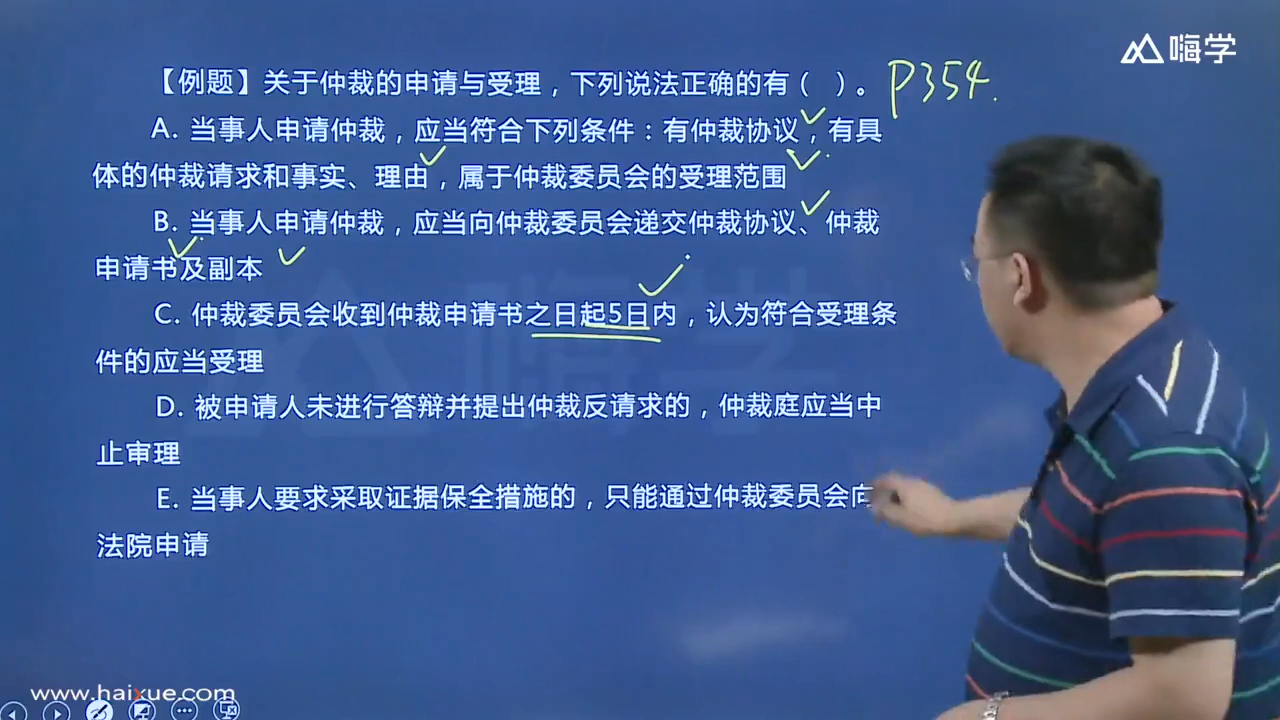 嗨学
【例题】关于仲裁的申请与受理，下列说法正确的有（ ）。 P354.
A. 当事人申请仲裁，应当符合下列条件：有仲裁协议，有具
体的仲裁请求和事实、理由，属于仲裁委员会的受理范围
B. 当事人申请仲裁，应当向仲裁委员会递交仲裁协议、仲裁
申请书及副本
C. 仲裁委员会收到仲裁申请书之日起5日内，认为符合受理条
件的应当受理
嗨学
D. 被申请人未进行答辩并提出仲裁反请求的，仲裁庭应当中
止审理
E. 当事人要求采取证据保全措施的，只能通过仲裁委员会向
法院申请
www.haixue.com